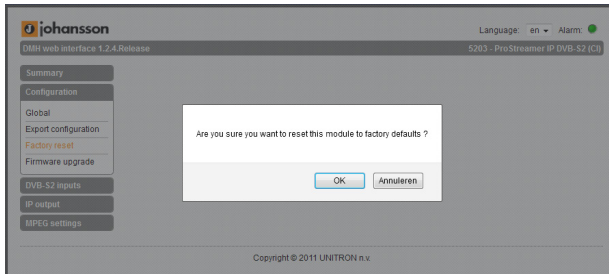 johansson
Language: en Alarm:
DMH web interface 1.2.4.Release
5203 - ProStreamer IP DVB-S2 (CI)
Summary
Configuration
Global
Export configuration
Factory reset
Firmware upgrade
DVB-S2 inputs
IP output
MPEG settings
Are you sure you want to reset this module to factory defaults ?
OK
Annuleren
Copyright © 2011 UNITRON n.v.